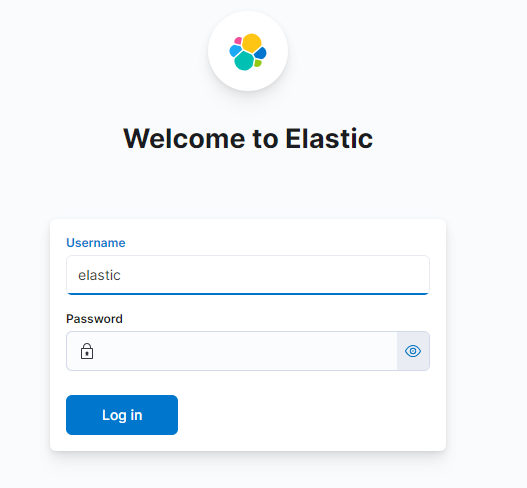 Welcome to Elastic
Username
elastic
Password
Log in